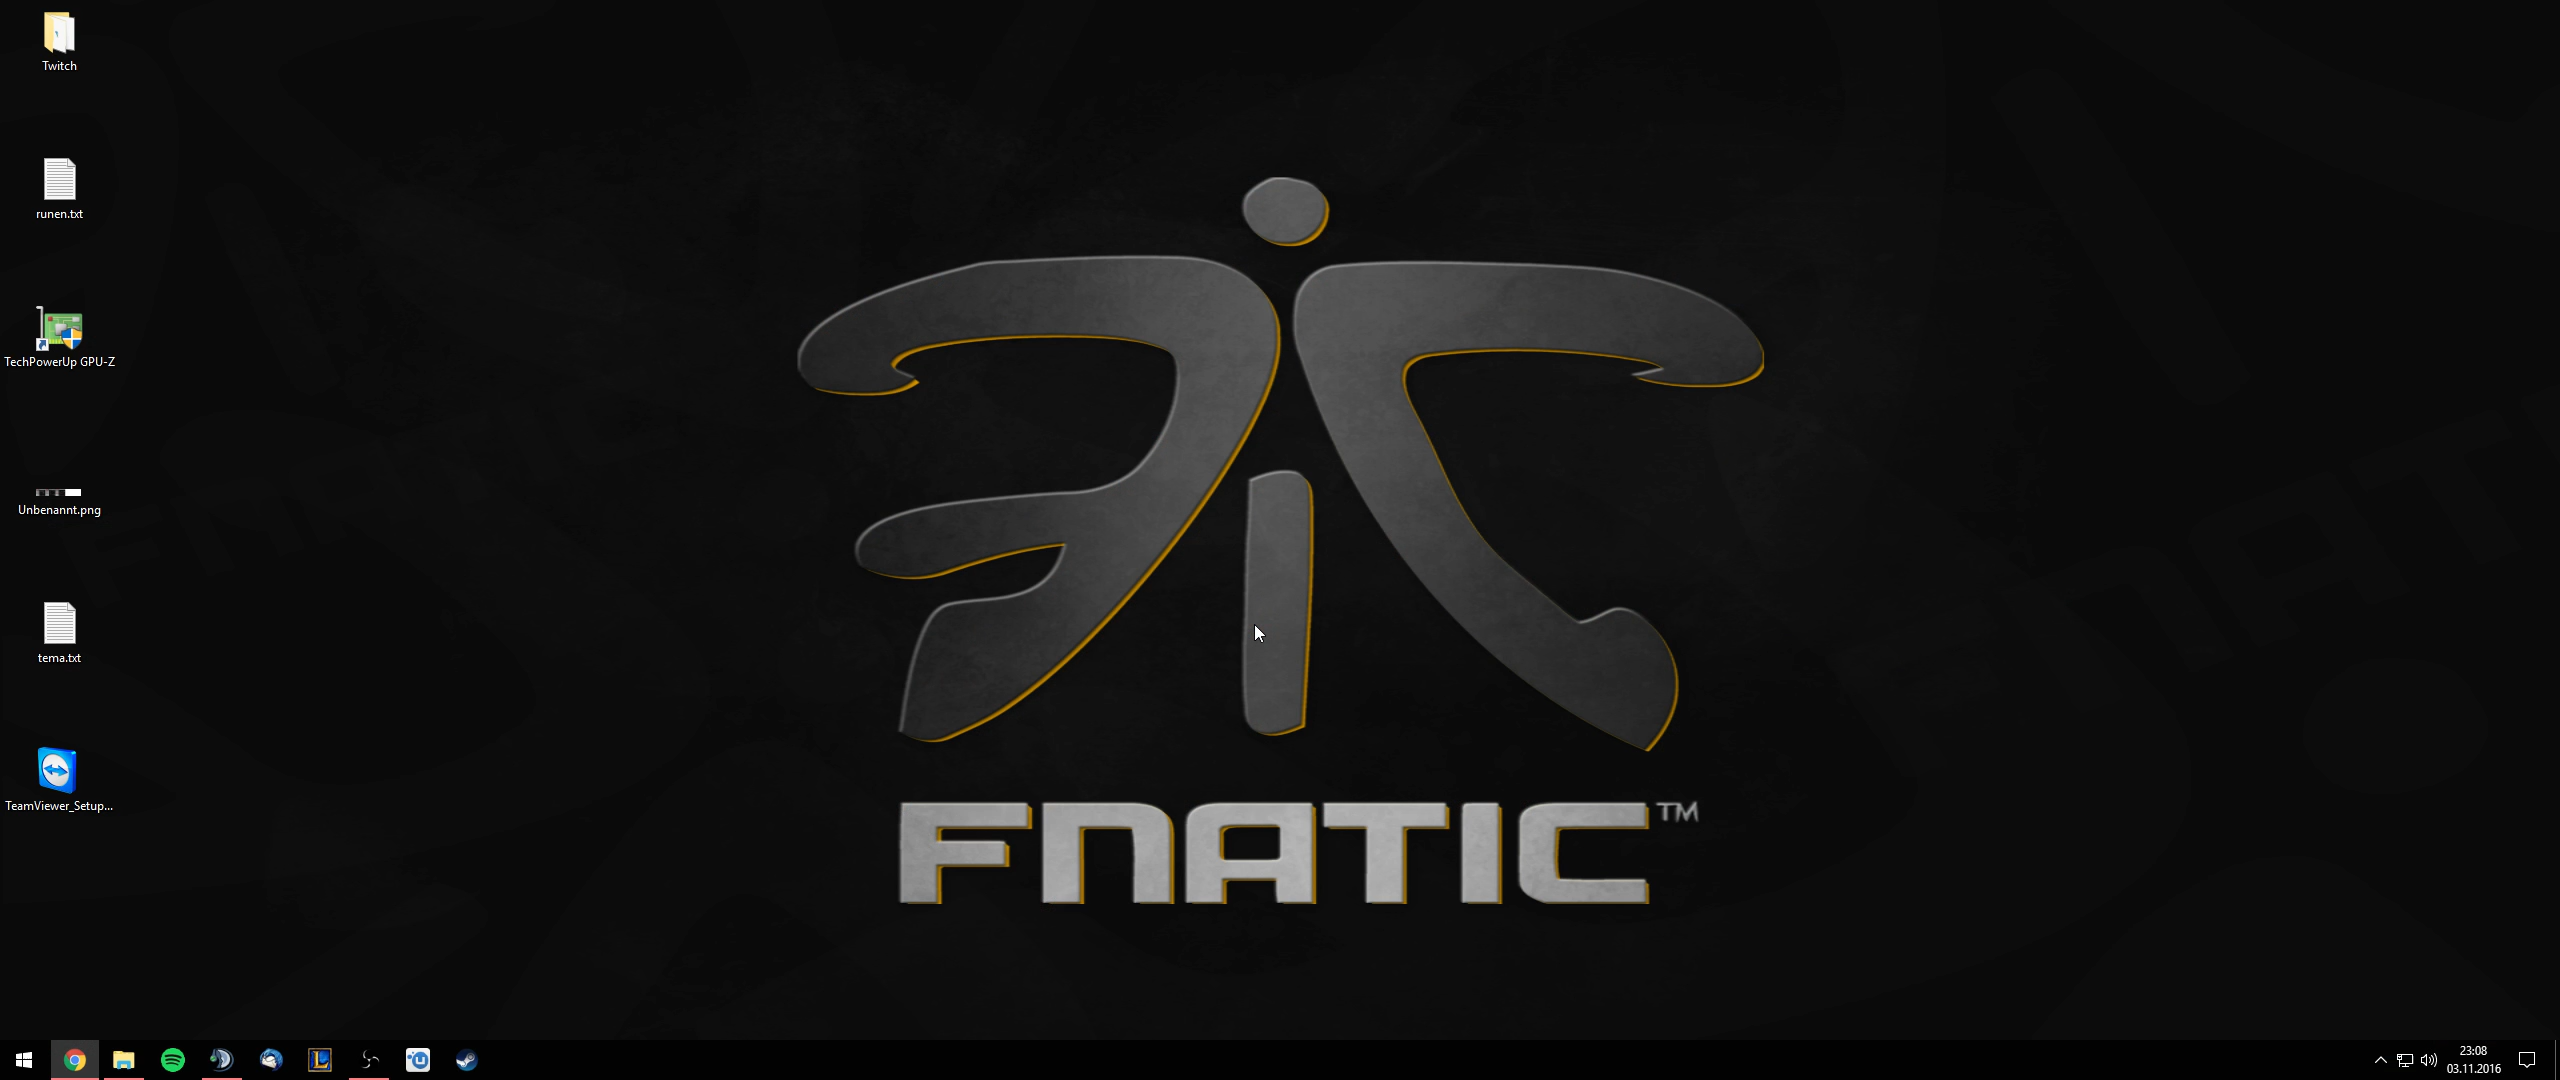 Twitch
runen.txt
TechPowerUp GPU-Z
Unbenannt.png
tema.txt
TeamViewer_Setup...
FNATIC™
23:08
03.11.2016